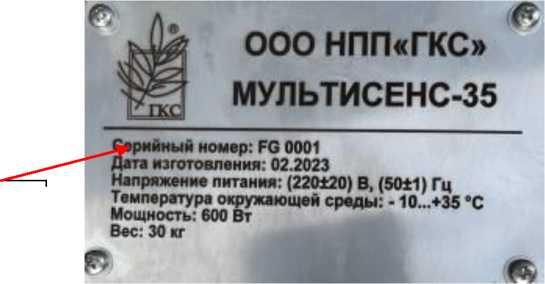 ООО НПП«ГКС»
МУЛЬТИСЕНС-35
ГКС ®
Серийный номер: FG 0001
Дата изготовления: 02.2023
Напряжение питания: (220±20) В, (50±1) Гц
Температура окружающей среды: - 10...+35 °С
Мощность: 600 Вт
Вес: 30 кг